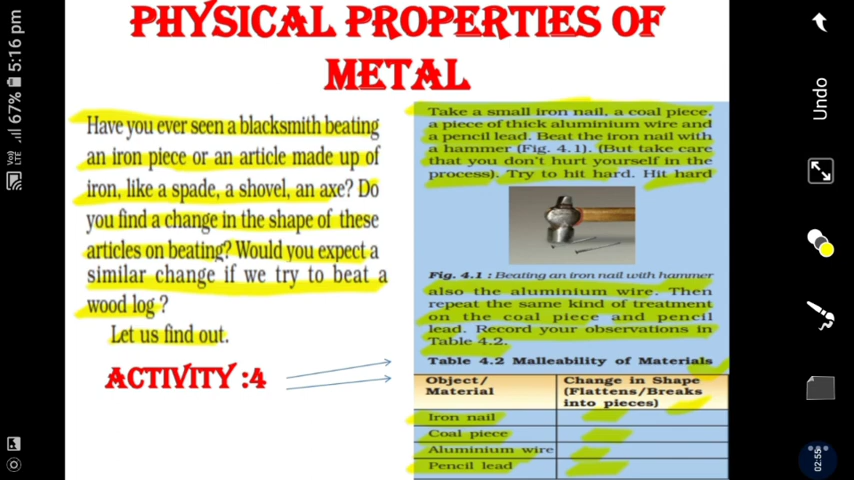 5:16 pm
67%
Vo)) LTE
PHYSICAL PROPERTIES OF
METAL
Have you ever seen a blacksmith beating
an iron piece or an article made up of
iron, like a spade, a shovel, an axe? Do
you find a change in the shape of these
articles on beating? Would you expect a
similar change if we try to beat a
wood log ?
Let us find out.
ACTIVITY :4
Take a small iron nail, a coal piece,
a piece of thick aluminium wire and
a pencil lead. Beat the iron nail with
a hammer (Fig. 4.1). (But take care
that you don't hurt yourself in the
process). Try to hit hard. Hit hard
Fig. 4.1 : Beating an iron nail with hammer
also the aluminium wire. Then
repeat the same kind of treatment
on the coal piece and pencil
lead. Record your observations in
Table 4.2.
Table 4.2 Malleability of Materials
Object/ Material
Change in Shape (Flattens/Breaks into pieces)
Iron nail
Coal piece
Aluminium wire
Pencil lead
Undo
02:55